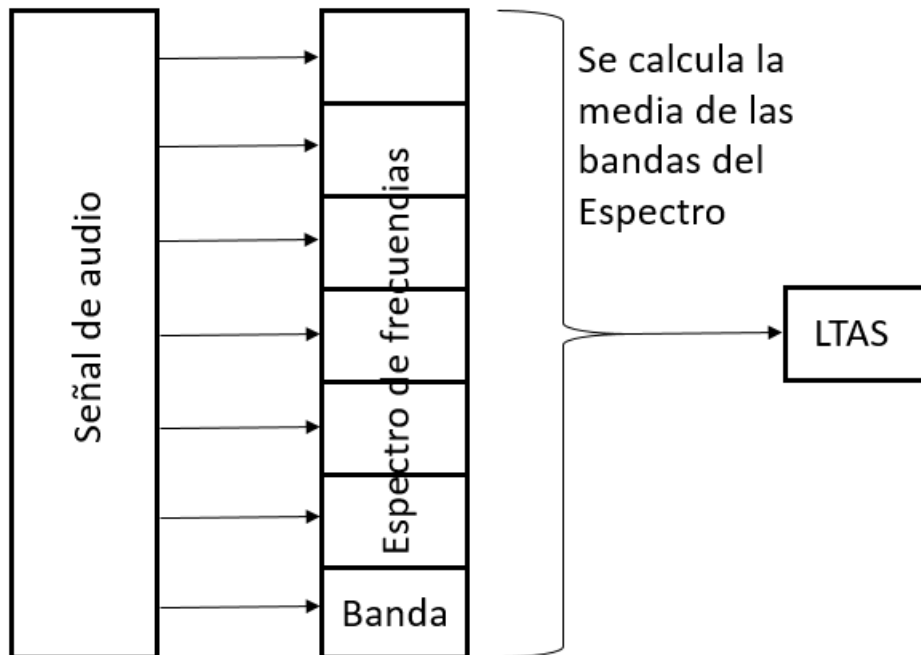 Señal de audio
Espectro de frecuendias
Banda
Se calcula la
media de las
bandas del
Espectro
LTAS